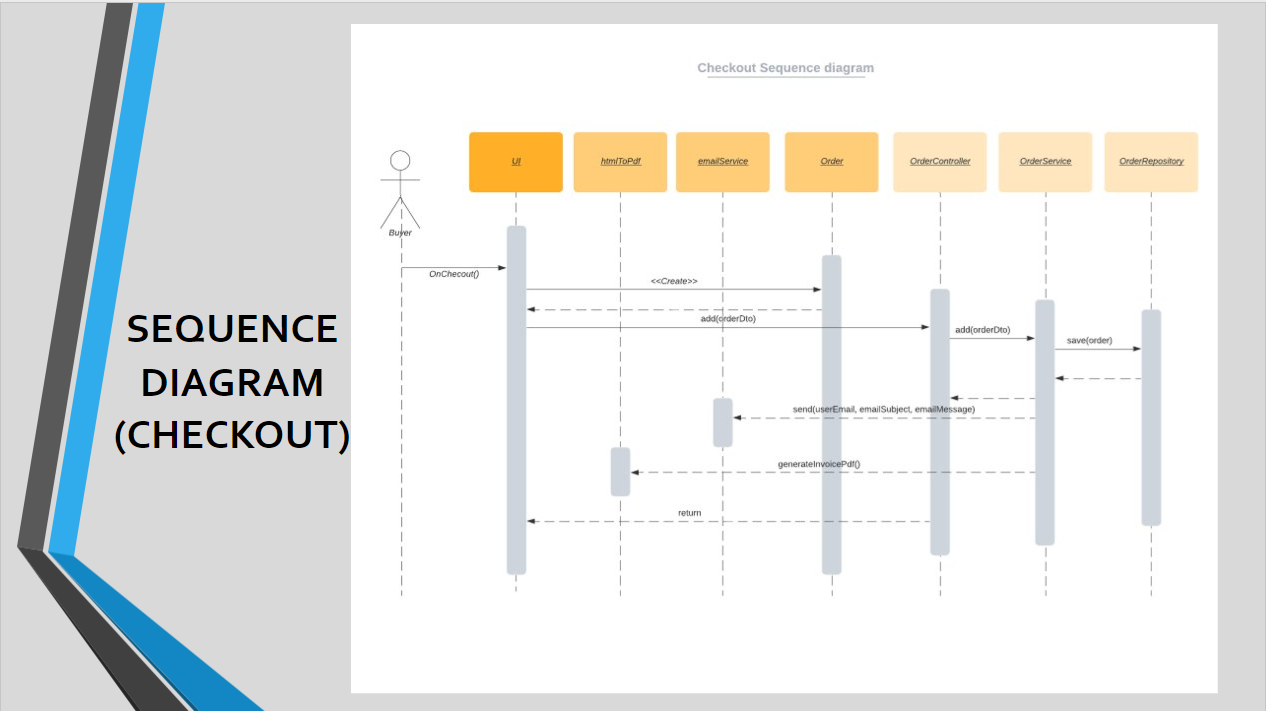 SEQUENCE
DIAGRAM
(CHECKOUT)
Checkout Sequence diagram
Buyer
UI
htmlToPdf
emailService
Order
OrderController
OrderService
OrderRepository
OnChecout()
<<Create>>
add(orderDto)
add(orderDto)
save(order)
send(userEmail, emailSubject, emailMessage)
generateInvoicePdf()
return